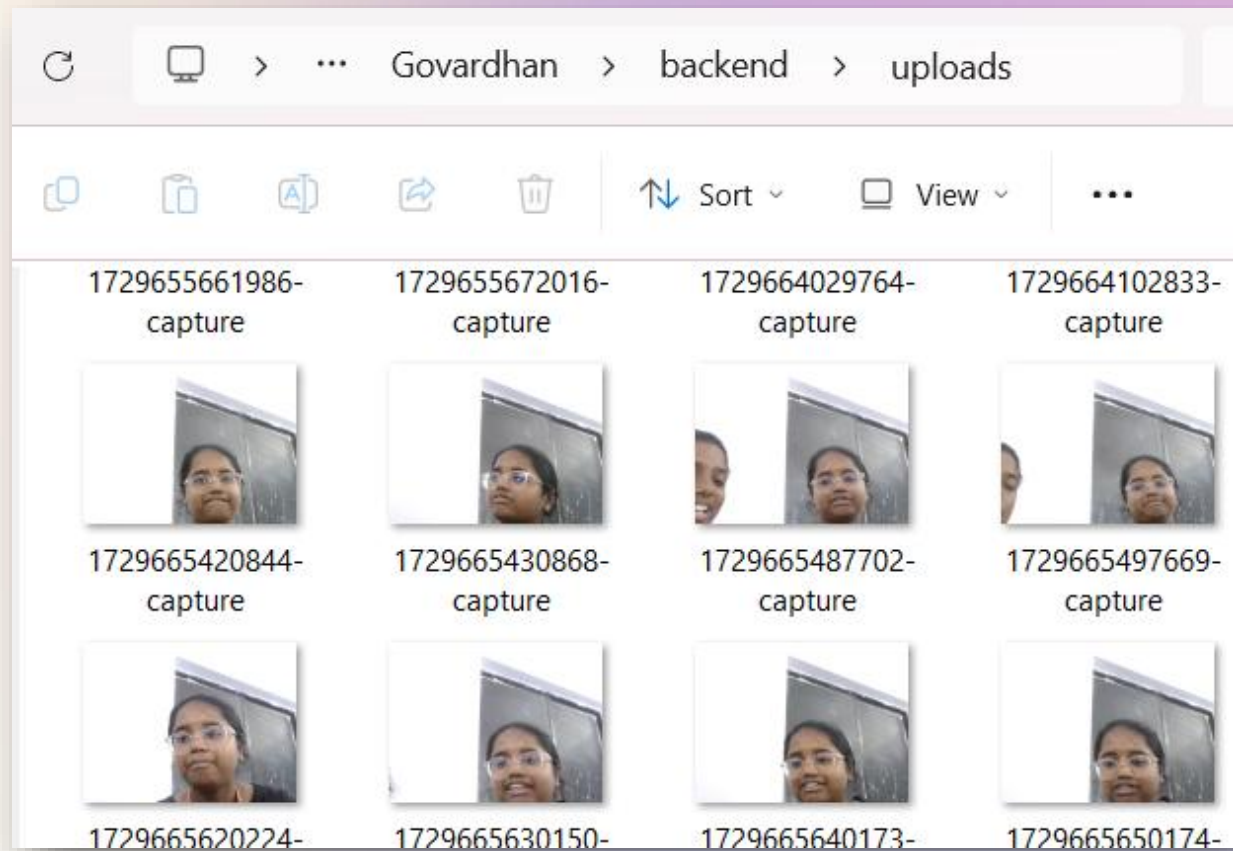 Govardhan > backend > uploads
Sort View
1729655661986- 1729655672016- 1729664029764- 1729664102833-
capture capture capture capture
1729665420844- 1729665430868- 1729665487702- 1729665497669-
capture capture capture capture
1729665620224- 1729665630150- 1729665640173- 1729665650174-